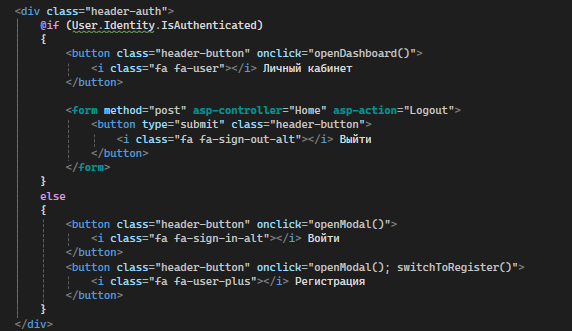 <div class="header-auth">
    @if (User.Identity.IsAuthenticated)
    {
        <button class="header-button" onclick="openDashboard()">
            <i class="fa fa-user"></i> Личный кабинет
        </button>

        <form method="post" asp-controller="Home" asp-action="Logout">
            <button type="submit" class="header-button">
                <i class="fa fa-sign-out-alt"></i> Выйти
            </button>
        </form>
    }
    else
    {
        <button class="header-button" onclick="openModal()">
            <i class="fa fa-sign-in-alt"></i> Войти
        </button>
        <button class="header-button" onclick="openModal(); switchToRegister()">
            <i class="fa fa-user-plus"></i> Регистрация
        </button>
    }
</div>